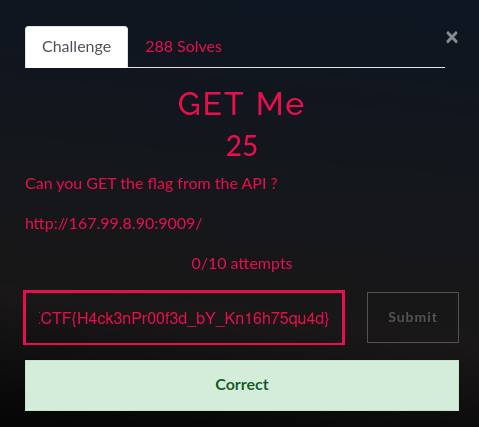 Challenge 288 Solves ×
GET Me
25
Can you GET the flag from the API ?
http://167.99.8.90:9009/
0/10 attempts
CTF{H4ck3nPr00f3d_bY_Kn16h75qu4d} Submit
Correct